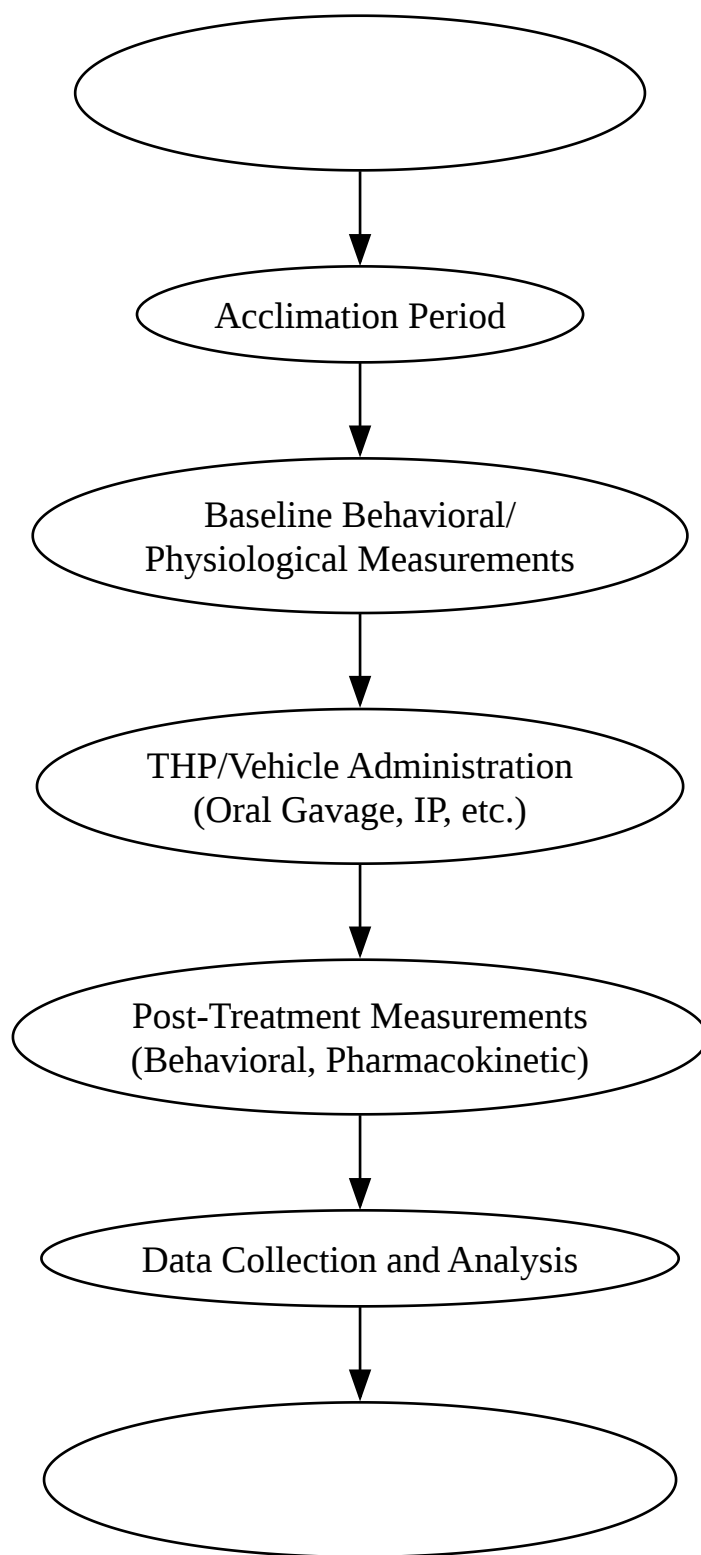 Acclimation Period
Baseline Behavioral/
Physiological Measurements
THP/Vehicle Administration
(Oral Gavage, IP, etc.)
Post-Treatment Measurements
(Behavioral, Pharmacokinetic)
Data Collection and Analysis